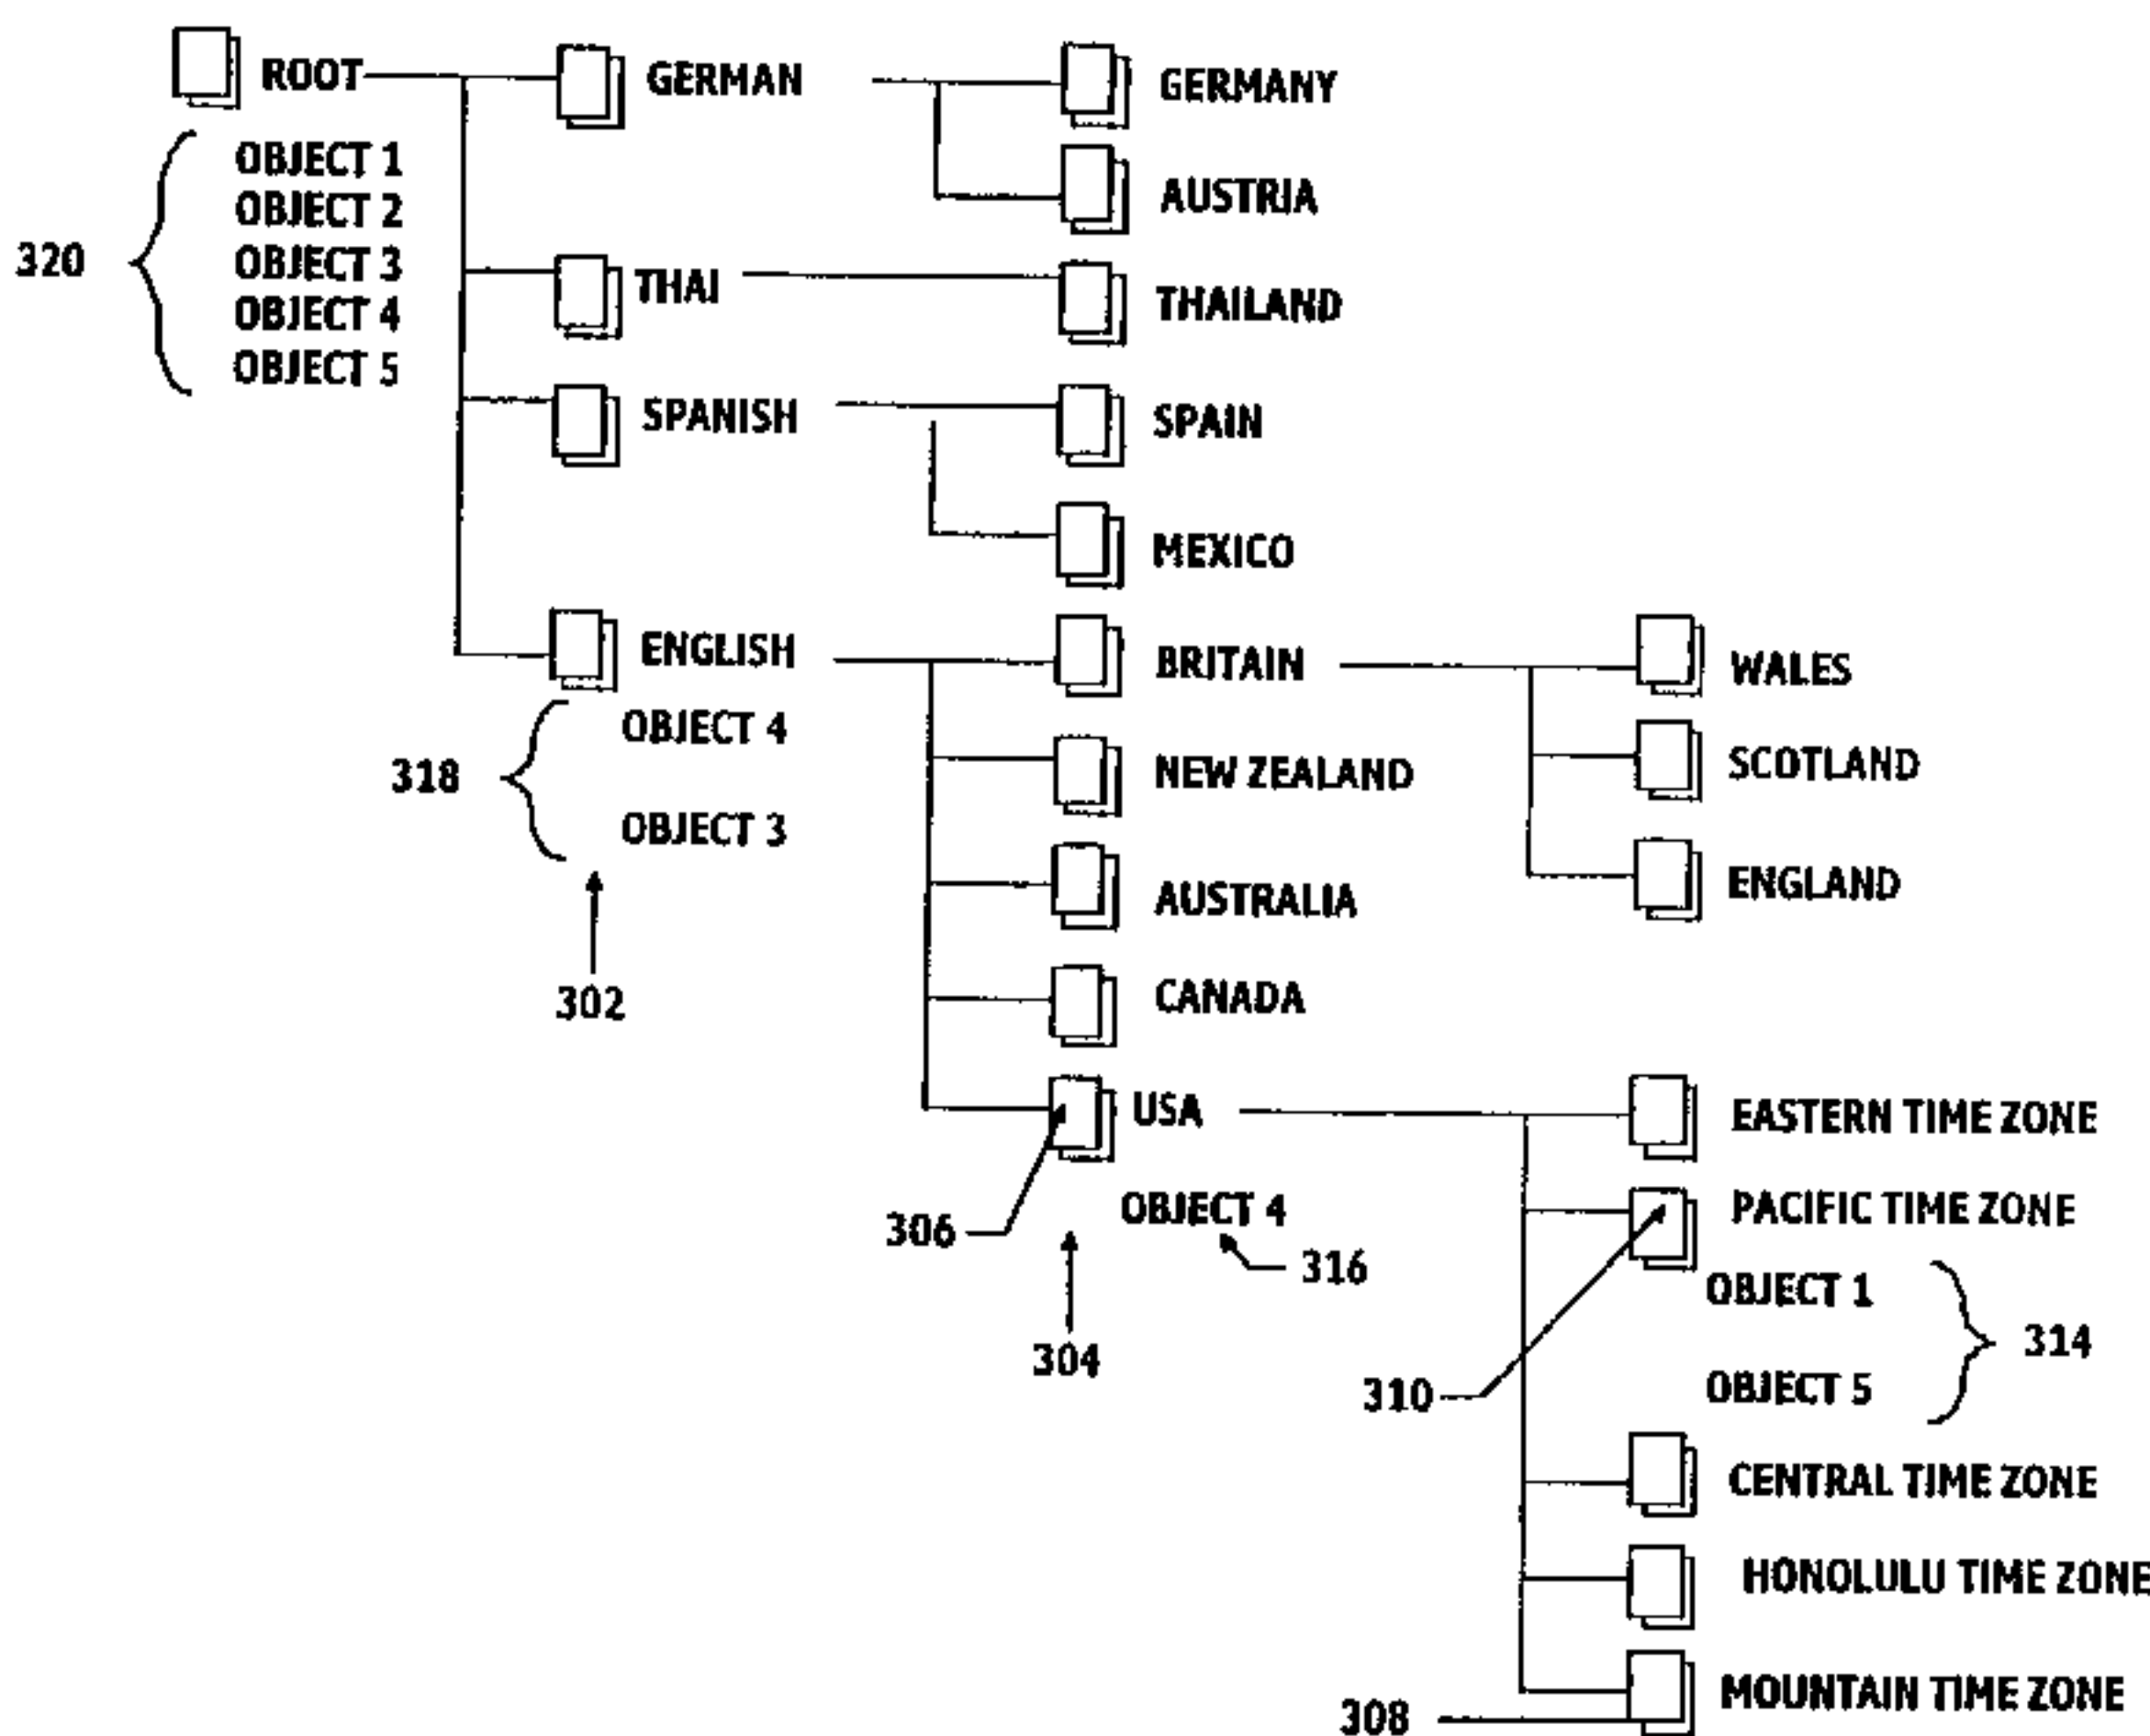 ROOT
OBJECT 1
OBJECT 2
OBJECT 3
OBJECT 4
OBJECT 5
320
GERMAN
GERMANY
AUSTRIA
THAI
THAILAND
SPANISH
SPAIN
MEXICO
ENGLISH
OBJECT 4
OBJECT 3
318
302
BRITAIN
WALES
SCOTLAND
ENGLAND
NEW ZEALAND
AUSTRALIA
CANADA
USA
OBJECT 4
306
316
304
EASTERN TIME ZONE
PACIFIC TIME ZONE
OBJECT 1
OBJECT 5
314
310
CENTRAL TIME ZONE
HONOLULU TIME ZONE
MOUNTAIN TIME ZONE
308